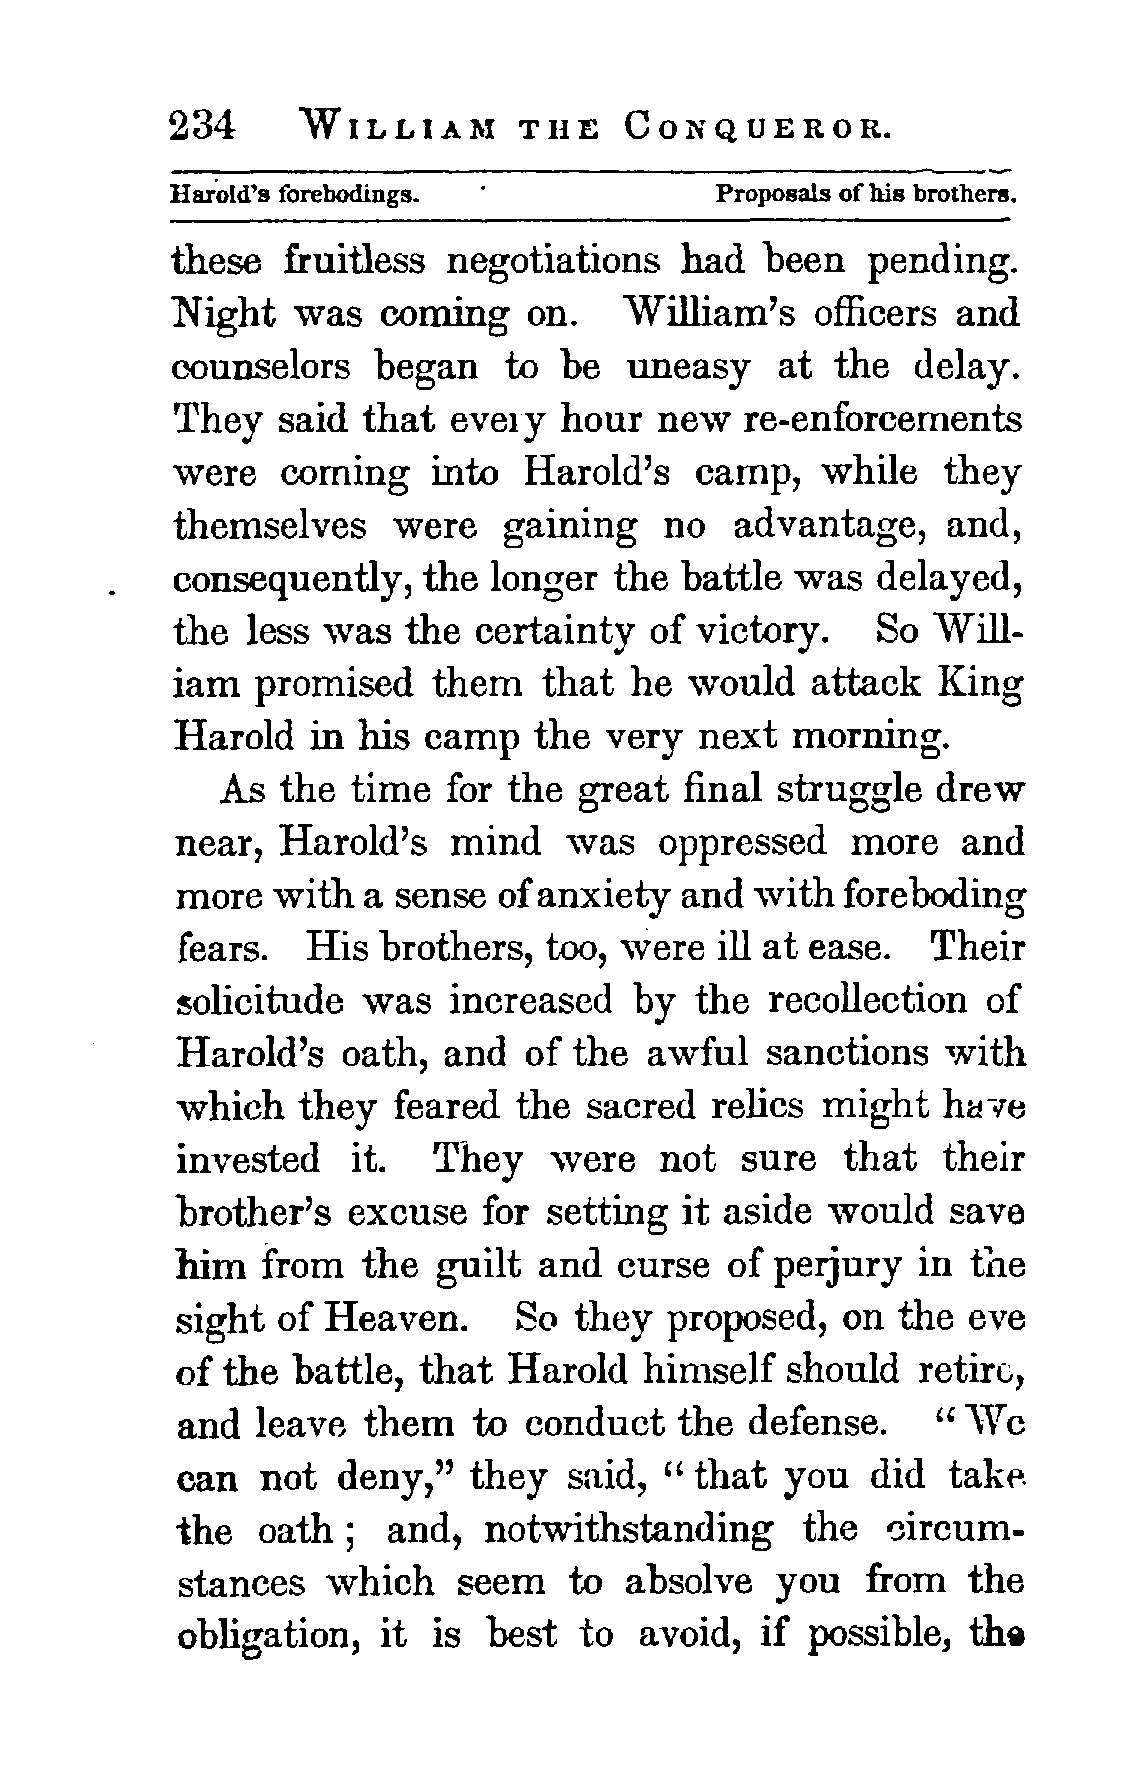 234 WILLIAM THE CONQUEROR.
Harold's forebodings. Proposals of his brothers.
these fruitless negotiations had been pending.
Night was coming on. William's officers and
counselors began to be uneasy at the delay.
They said that every hour new re-enforcements
were coming into Harold's camp, while they
themselves were gaining no advantage, and,
consequently, the longer the battle was delayed,
the less was the certainty of victory. So Will-
iam promised them that he would attack King
Harold in his camp the very next morning.
As the time for the great final struggle drew
near, Harold's mind was oppressed more and
more with a sense of anxiety and with foreboding
fears. His brothers, too, were ill at ease. Their
solicitude was increased by the recollection of
Harold's oath, and of the awful sanctions with
which they feared the sacred relics might have
invested it. They were not sure that their
brother's excuse for setting it aside would save
him from the guilt and curse of perjury in the
sight of Heaven. So they proposed, on the eve
of the battle, that Harold himself should retire,
and leave them to conduct the defense. "We
can not deny," they said, "that you did take
the oath; and, notwithstanding the circum-
stances which seem to absolve you from the
obligation, it is best to avoid, if possible, the